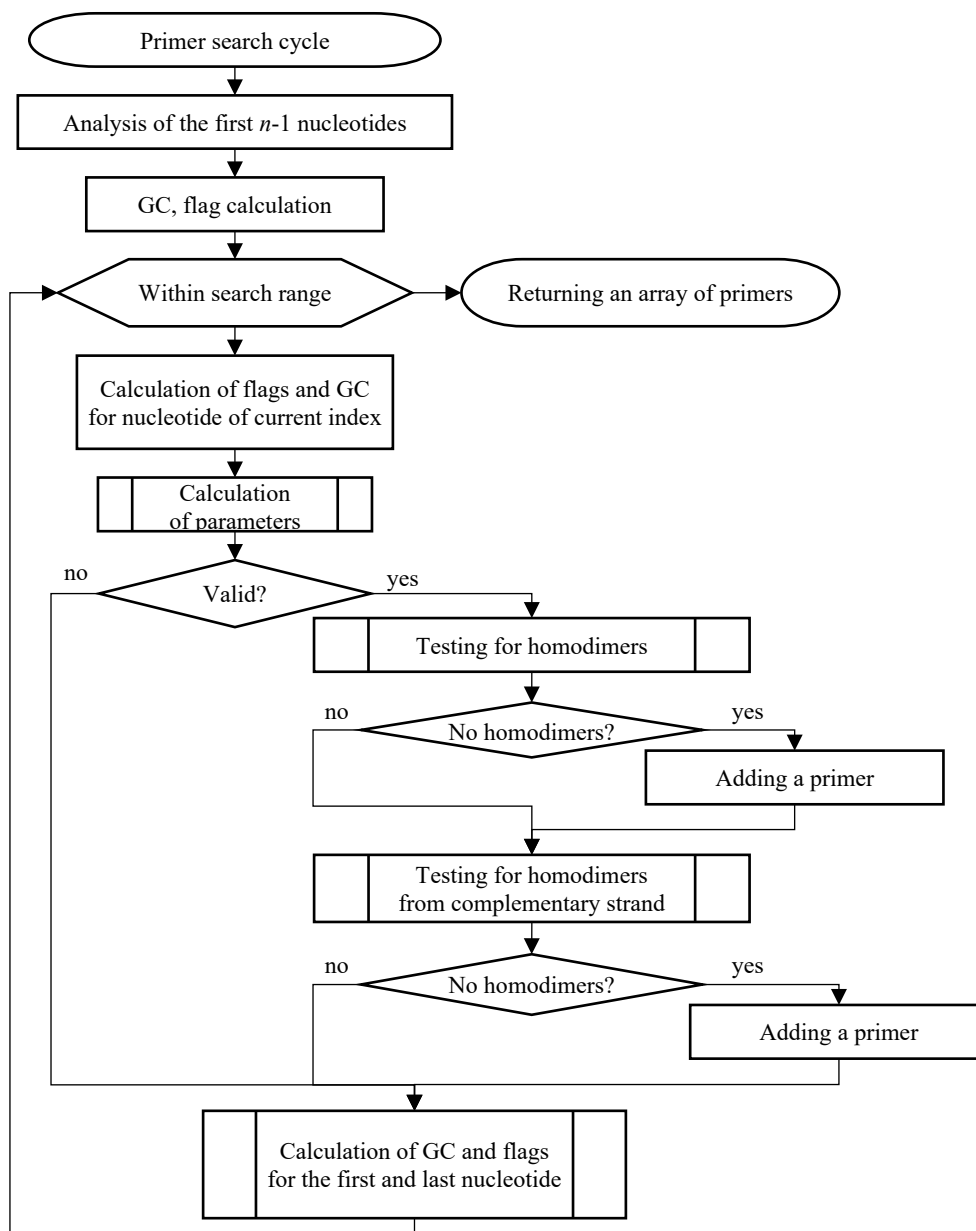 Primer search cycle
Analysis of the first n-1 nucleotides
GC, flag calculation
Within search range
Returning an array of primers
Calculation of flags and GC
for nucleotide of current index
Calculation
of parameters
no
Valid?
yes
Testing for homodimers
no
No homodimers?
yes
Adding a primer
Testing for homodimers
from complementary strand
no
No homodimers?
yes
Adding a primer
Calculation of GC and flags
for the first and last nucleotide